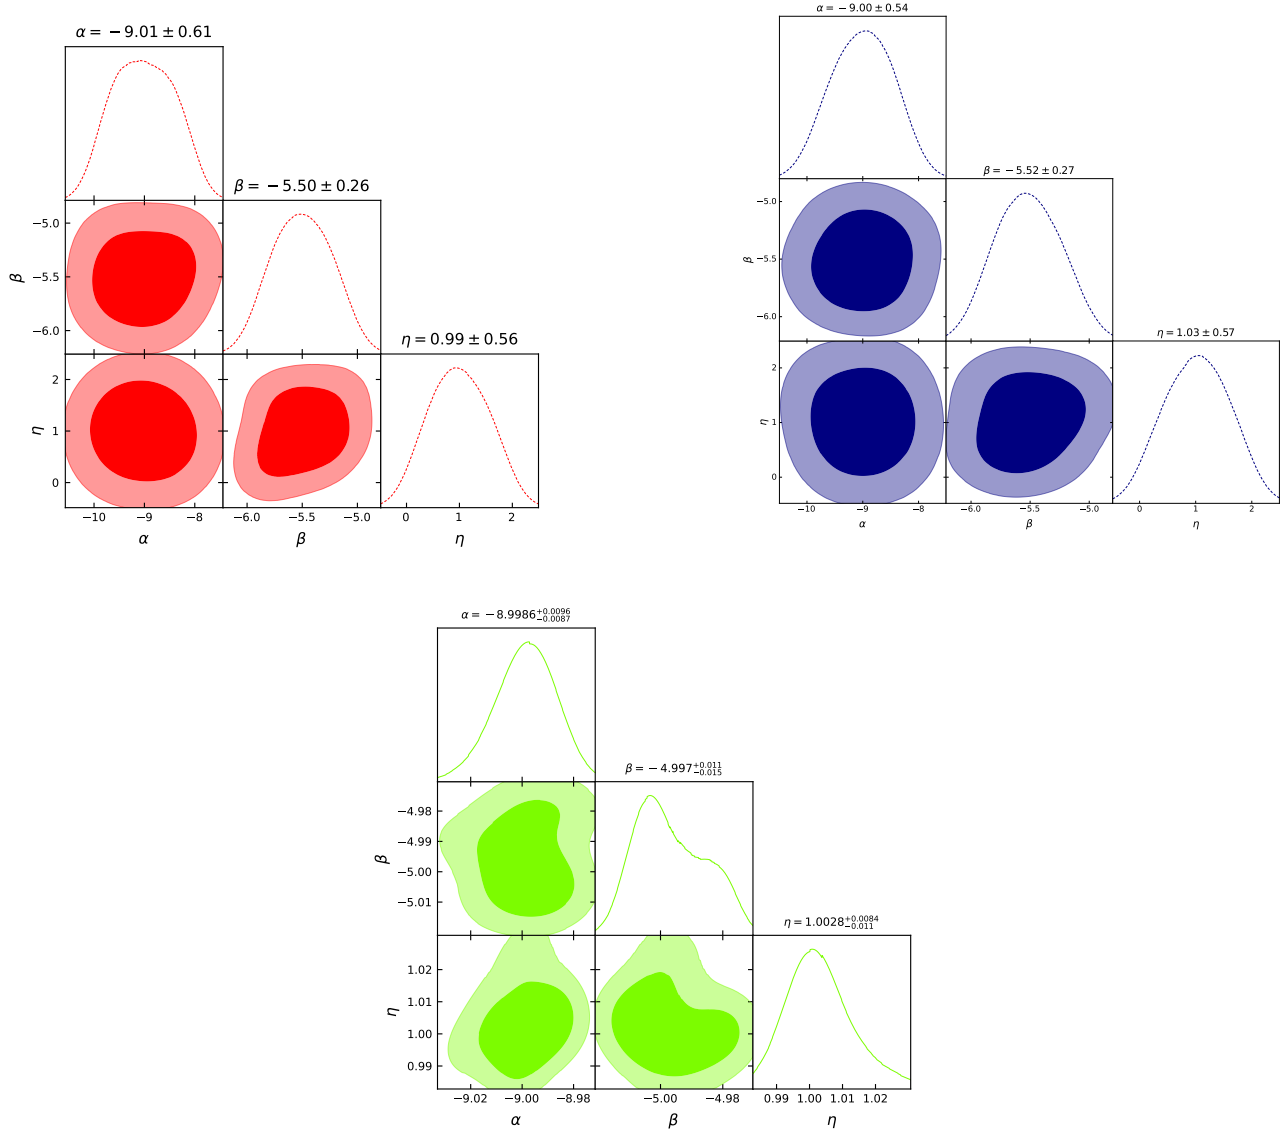 α = −9.01 ± 0.61
β = −5.50 ± 0.26
η = 0.99 ± 0.56
−5.0
−5.5
−6.0
β
2
1
0
η
−10 −9 −8
−6.0 −5.5 −5.0
0 1 2
α β η
α = −9.00 ± 0.54
β = −5.52 ± 0.27
η = 1.03 ± 0.57
−5.0
−5.5
−6.0
β
2
1
0
η
−10 −9 −8
−6.0 −5.5 −5.0
0 1 2
α β η
α = −8.9986 +0.0096 −0.0087
β = −4.997 +0.011 −0.015
η = 1.0028 +0.0084 −0.011
−4.98
−4.99
−5.00
−5.01
β
1.02
1.01
1.00
0.99
η
−9.02 −9.00 −8.98
−5.00 −4.98
0.99 1.00 1.01 1.02
α β η